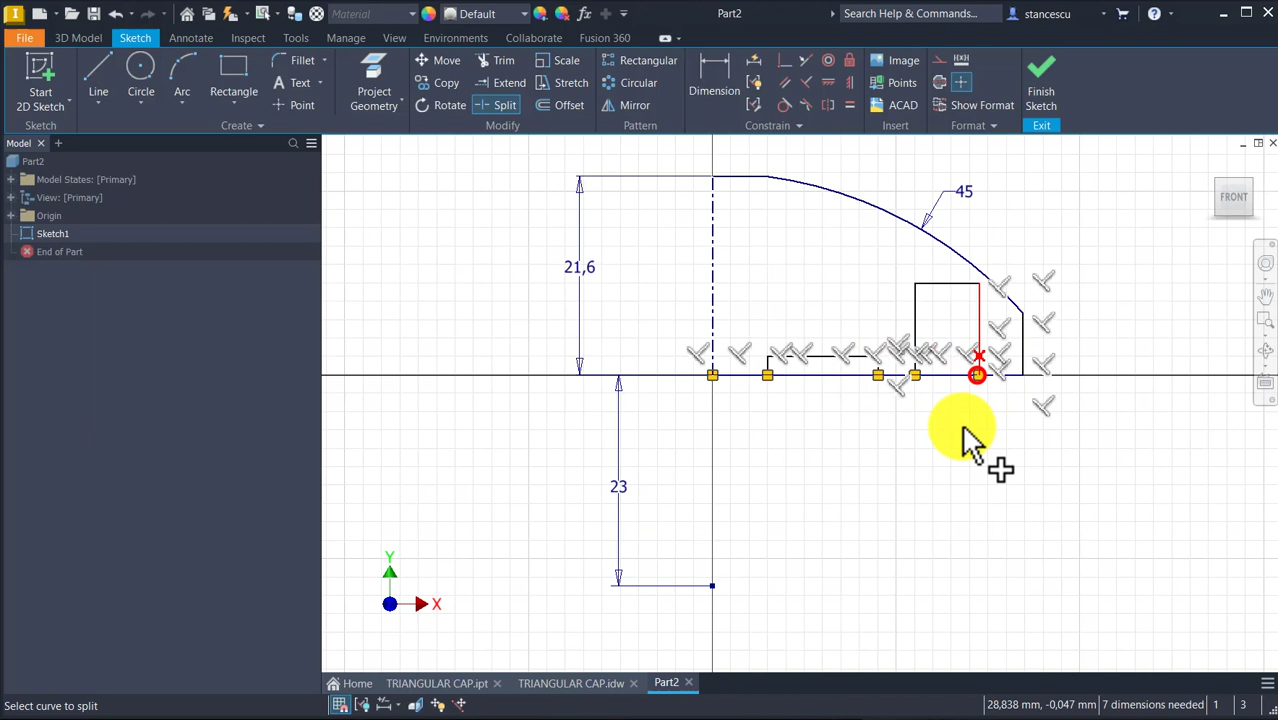 Material
Default
Part2
Search Help & Commands...
stancescu
File
3D Model
Sketch
Annotate
Inspect
Tools
Manage
View
Environments
Collaborate
Fusion 360
Start
2D Sketch
Line
Circle
Arc
Rectangle
Fillet
Text
Point
Project
Geometry
Move
Copy
Rotate
Trim
Extend
Split
Scale
Stretch
Offset
Rectangular
Circular
Mirror
Dimension
Image
Points
ACAD
Show Format
Finish
Sketch
Sketch
Create
Modify
Pattern
Constrain
Insert
Format
Exit
Model
Part2
Model States: [Primary]
View: [Primary]
Origin
Sketch1
End of Part
45
FRONT
21,6
23
Y
X
Home
TRIANGULAR CAP.ipt
TRIANGULAR CAP.idw
Part2
Select curve to split
28,838 mm, -0,047 mm
7 dimensions needed
1
3